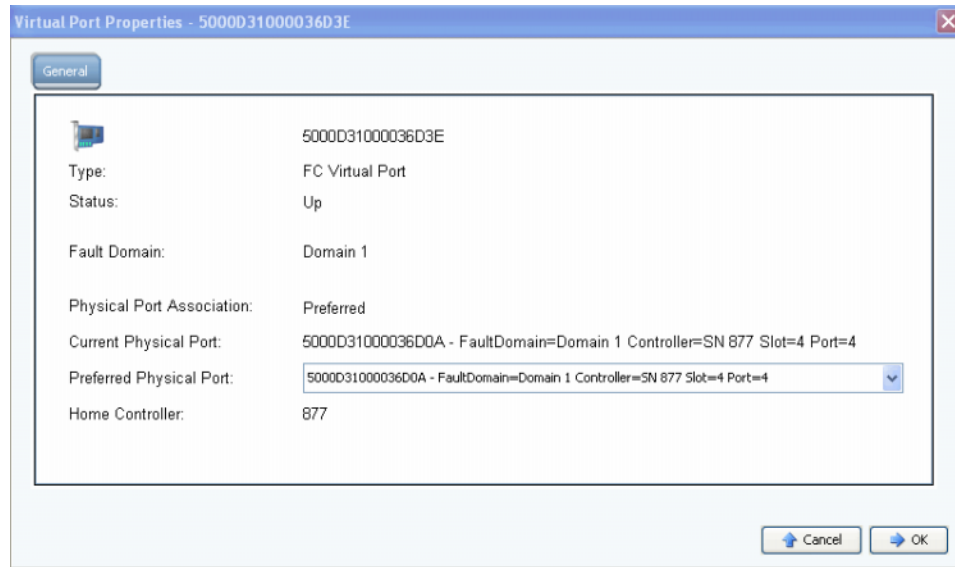 Virtual Port Properties - 5000D31000036D3E
General
5000D31000036D3E
Type: FC Virtual Port
Status: Up
Fault Domain: Domain 1
Physical Port Association: Preferred
Current Physical Port: 5000D31000036D0A - FaultDomain=Domain 1 Controller=SN 877 Slot=4 Port=4
Preferred Physical Port: 5000D31000036D0A - FaultDomain=Domain 1 Controller=SN 877 Slot=4 Port=4
Home Controller: 877
Cancel OK